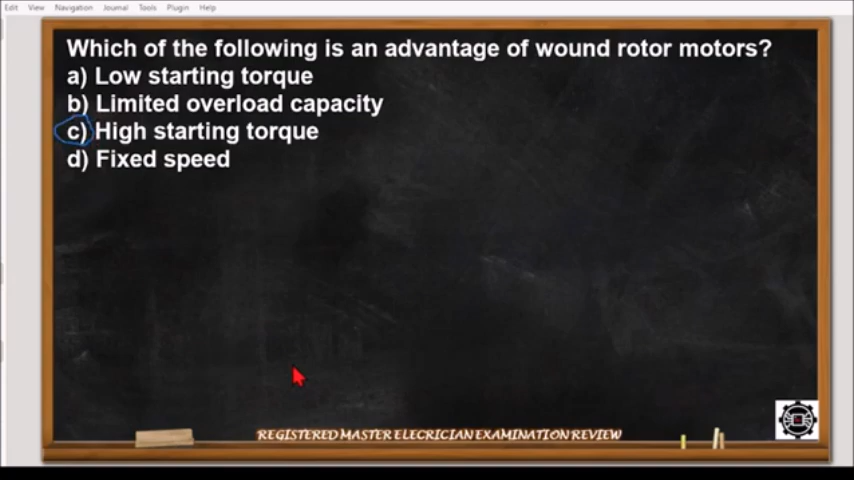 Edit View Navigation Journal Tools Plugin Help
Which of the following is an advantage of wound rotor motors?
a) Low starting torque
b) Limited overload capacity
c) High starting torque
d) Fixed speed
REGISTERED MASTER ELECRICIAN EXAMINATION REVIEW